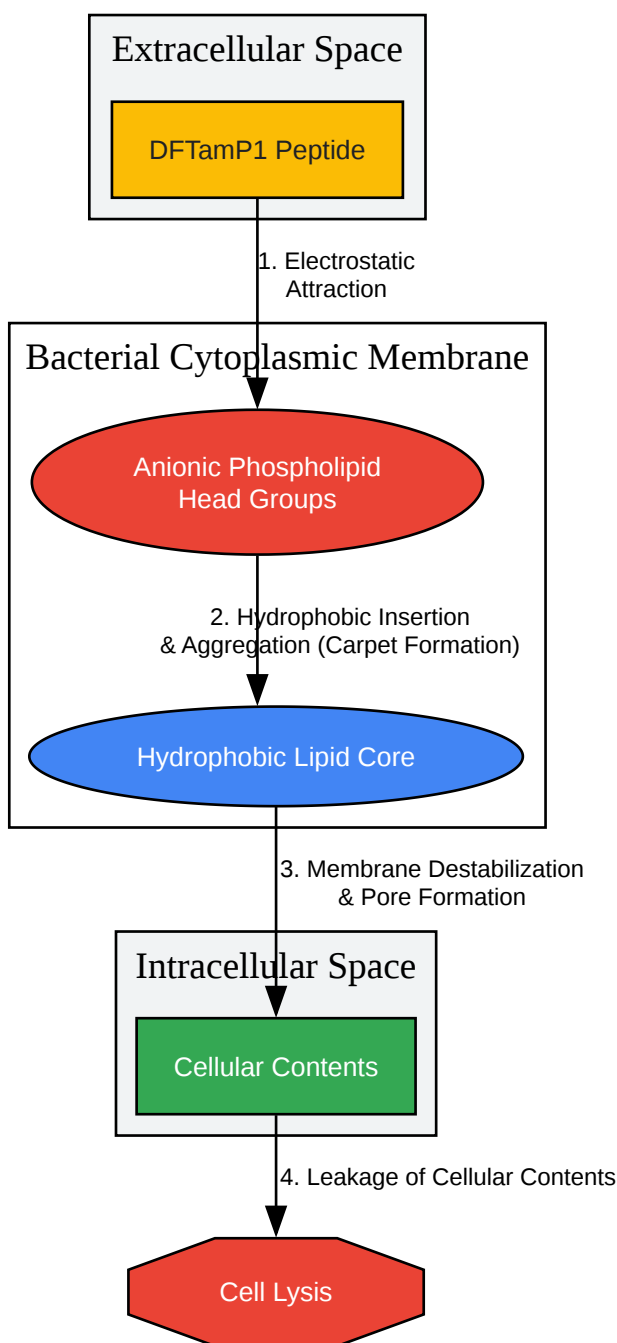 Extracellular Space
DFTamP1 Peptide
1. Electrostatic
Attraction
Bacterial Cytoplasmic Membrane
Anionic Phospholipid
Head Groups
2. Hydrophobic Insertion
& Aggregation (Carpet Formation)
Hydrophobic Lipid Core
3. Membrane Destabilization
& Pore Formation
Intracellular Space
Cellular Contents
4. Leakage of Cellular Contents
Cell Lysis